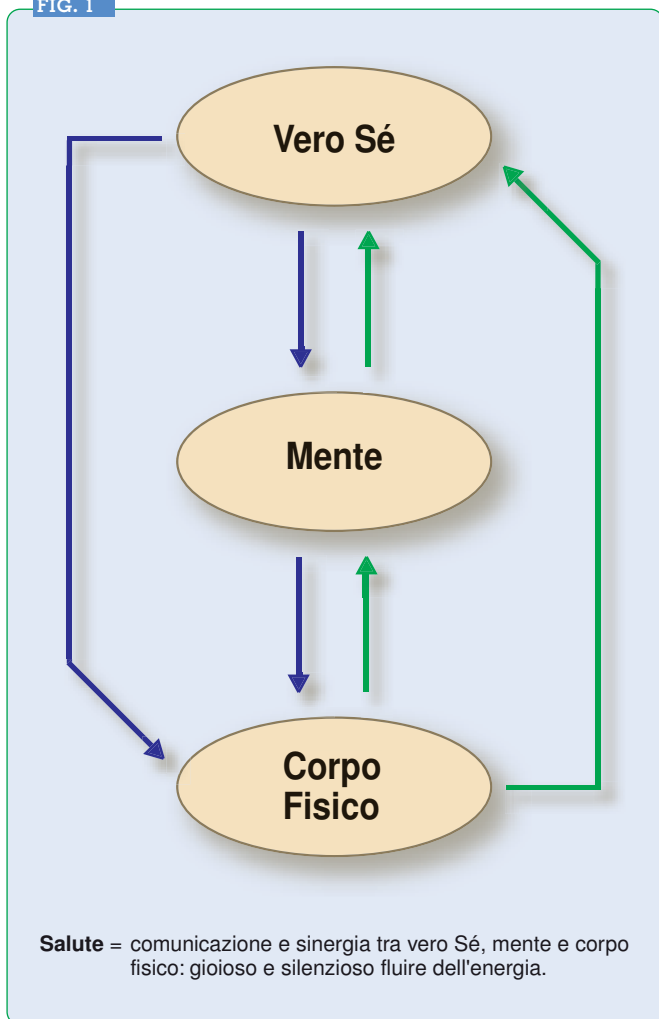 FIG. 1
Vero Sé
Mente
Corpo
Fisico
Salute = comunicazione e sinergia tra vero Sé, mente e corpo
fisico: gioioso e silenzioso fluire dell'energia.